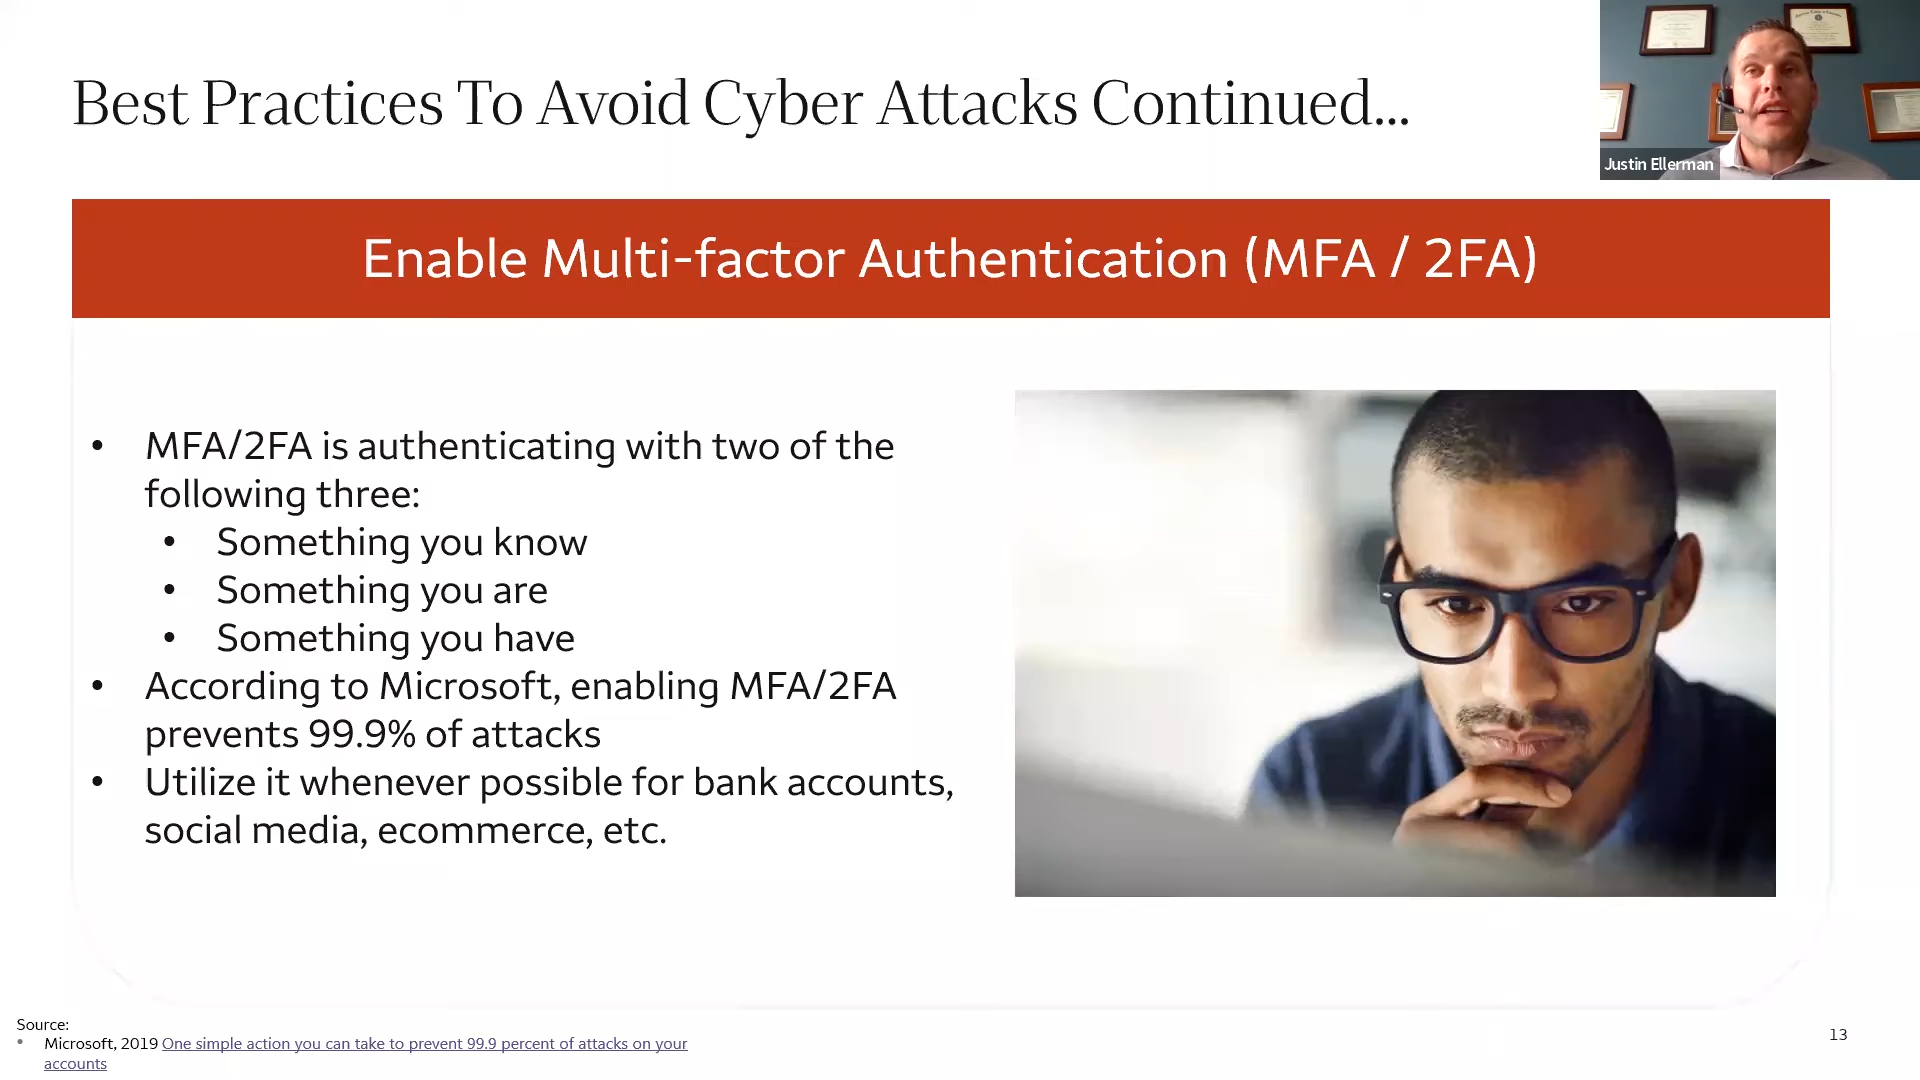 Best Practices To Avoid Cyber Attacks Continued...
Justin Ellerman
Enable Multi-factor Authentication (MFA / 2FA)
• MFA/2FA is authenticating with two of the
following three:
• Something you know
• Something you are
• Something you have
• According to Microsoft, enabling MFA/2FA
prevents 99.9% of attacks
• Utilize it whenever possible for bank accounts,
social media, ecommerce, etc.
Source:
• Microsoft, 2019 One simple action you can take to prevent 99.9 percent of attacks on your
accounts
13